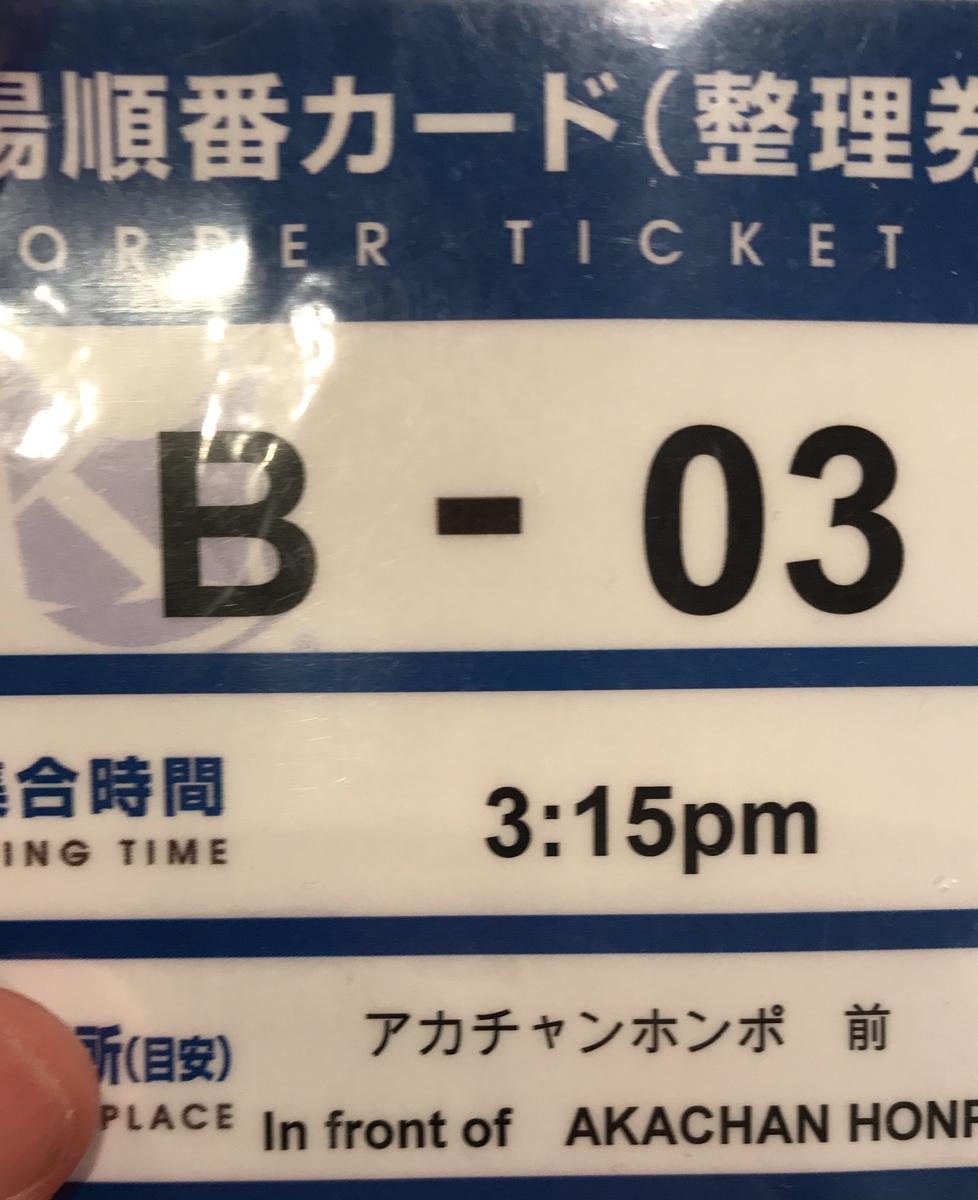 場順番カード(整理券
ORDER TICKET
B - 03
集合時間
ING TIME
3:15pm
所(目安)
PLACE
アカチャンホンポ 前
In front of AKACHAN HONP